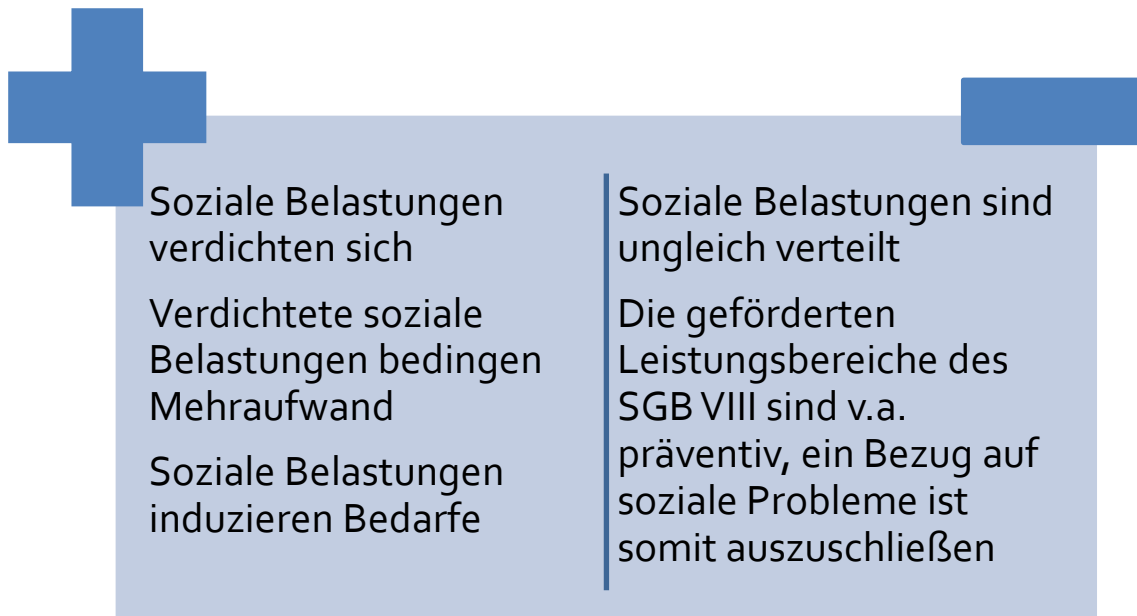 Soziale Belastungen
verdichten sich
Verdichtete soziale
Belastungen bedingen
Mehraufwand
Soziale Belastungen
induzieren Bedarfe
Soziale Belastungen sind
ungleich verteilt
Die geförderten
Leistungsbereiche des
SGB VIII sind v.a.
präventiv, ein Bezug auf
soziale Probleme ist
somit auszuschließen